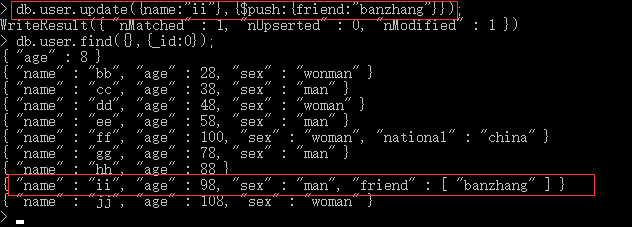 > db.user.update({name:"ii"}, {$push:{friend:"banzhang"}});
WriteResult({ "nMatched" : 1, "nUpserted" : 0, "nModified" : 1 })
> db.user.find({}, {_id:0});
{ "age" : 8 }
{ "name" : "bb", "age" : 28, "sex" : "wonman" }
{ "name" : "cc", "age" : 38, "sex" : "man" }
{ "name" : "dd", "age" : 48, "sex" : "woman" }
{ "name" : "ee", "age" : 58, "sex" : "man" }
{ "name" : "ff", "age" : 100, "sex" : "woman", "national" : "china" }
{ "name" : "gg", "age" : 78, "sex" : "man" }
{ "name" : "hh", "age" : 88 }
{ "name" : "ii", "age" : 98, "sex" : "man", "friend" : [ "banzhang" ] }
{ "name" : "jj", "age" : 108, "sex" : "woman" }
>